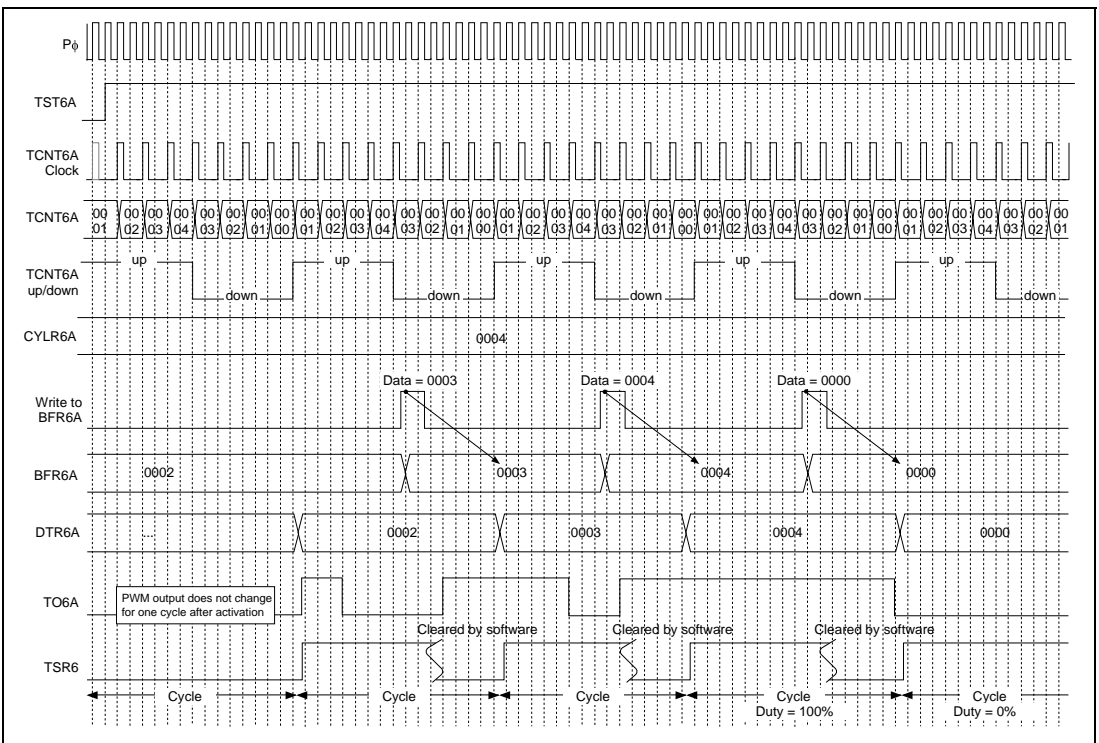 Pϕ
TST6A
TCNT6A
Clock
TCNT6A
00 00 00 00 00 00 00 00 00 00 00 00 00 00 00 00 00 00 00 00 00 00 00 00 00 00 00 00 00 00 00 00 00 00 00 00 00 00 00
01 02 03 04 03 02 01 00 01 02 03 04 03 02 01 00 01 02 03 04 03 02 01 00 01 02 03 04 03 02 01 00 01 02 03 04 03 02 01
TCNT6A
up/down
up down up down up down up down up down
CYLR6A
0004
Data = 0003
Data = 0004
Data = 0000
Write to
BFR6A
BFR6A
0002 0003 0004 0000
DTR6A
... 0002 0003 0004 0000
TO6A
PWM output does not change
for one cycle after activation
Cleared by software
Cleared by software
Cleared by software
TSR6
Cycle
Cycle
Cycle
Cycle
Duty = 100%
Cycle
Duty = 0%